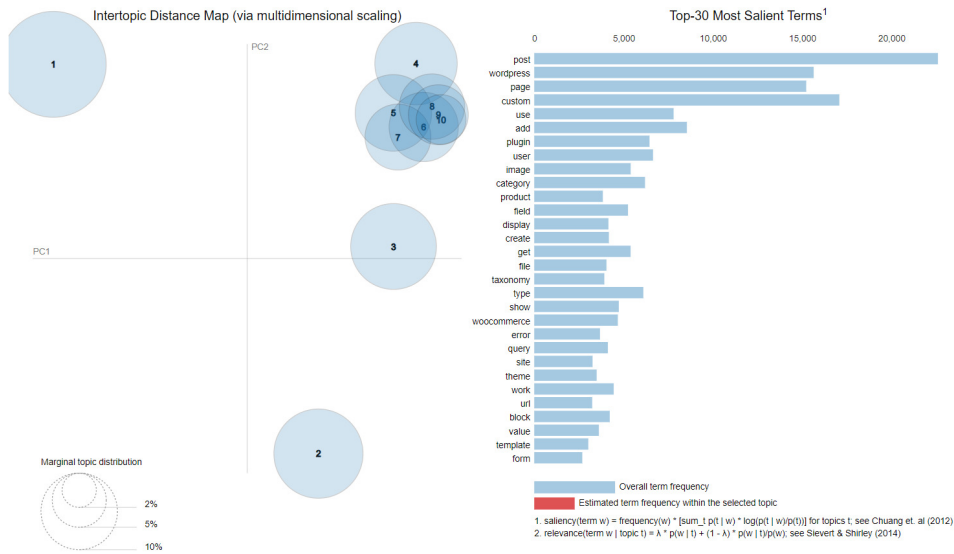 Intertopic Distance Map (via multidimensional scaling)
PC2
PC1
1
4
5
8
9
10
6
7
3
2
Marginal topic distribution
2%
5%
10%
Top-30 Most Salient Terms1
0
5,000
10,000
15,000
20,000
post
wordpress
page
custom
use
add
plugin
user
image
category
product
field
display
create
get
file
taxonomy
type
show
woocommerce
error
query
site
theme
work
url
block
value
template
form
Overall term frequency
Estimated term frequency within the selected topic
1. saliency(term w) = frequency(w) * [sum_t p(t | w) * log(p(t | w)/p(t))] for topics t; see Chuang et. al (2012)
2. relevance(term w | topic t) = λ * p(w | t) + (1 - λ) * p(w | t)/p(w); see Sievert & Shirley (2014)